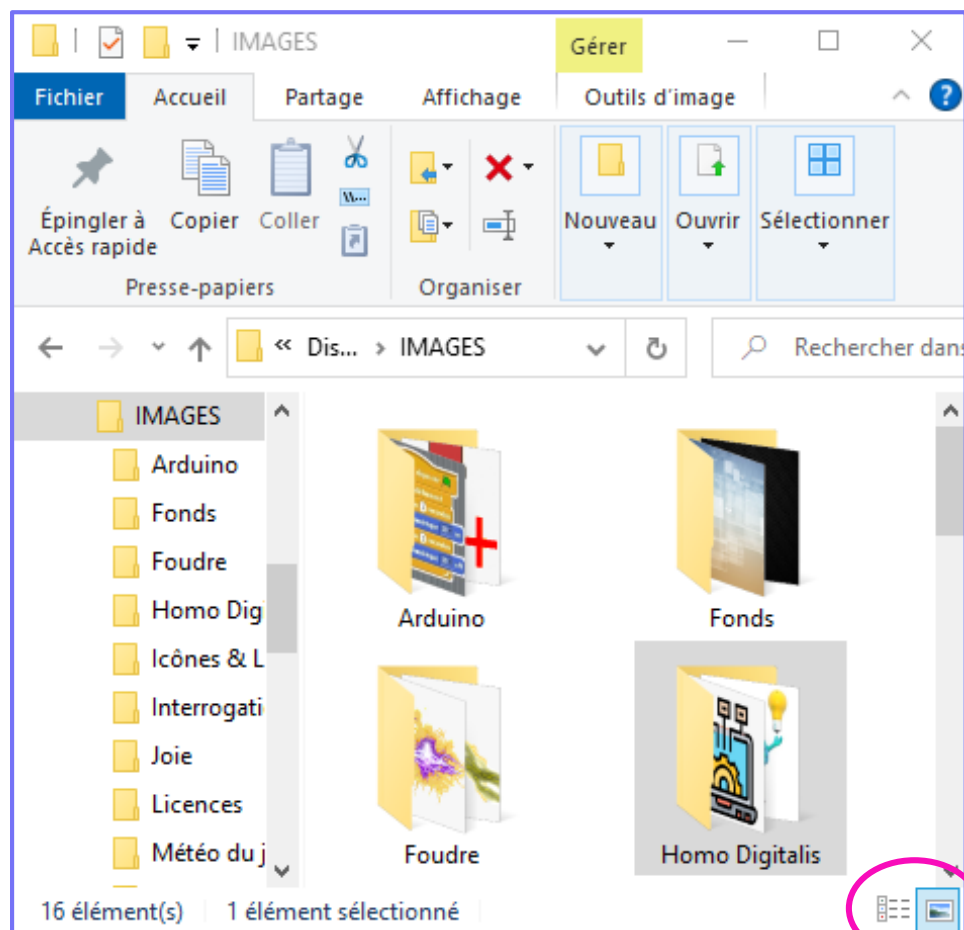 IMAGES
Gérer
Fichier Accueil Partage Affichage Outils d'image
?
Épingler à Accès rapide
Copier
Coller
W...
Nouveau
Ouvrir
Sélectionner
Presse-papiers
Organiser
« Dis... > IMAGES
Rechercher dans
IMAGES
Arduino
Fonds
Foudre
Homo Digi
Icônes & L
Interrogati
Joie
Licences
Météo du j
Arduino
Fonds
Foudre
Homo Digitalis
16 élément(s) 1 élément sélectionné